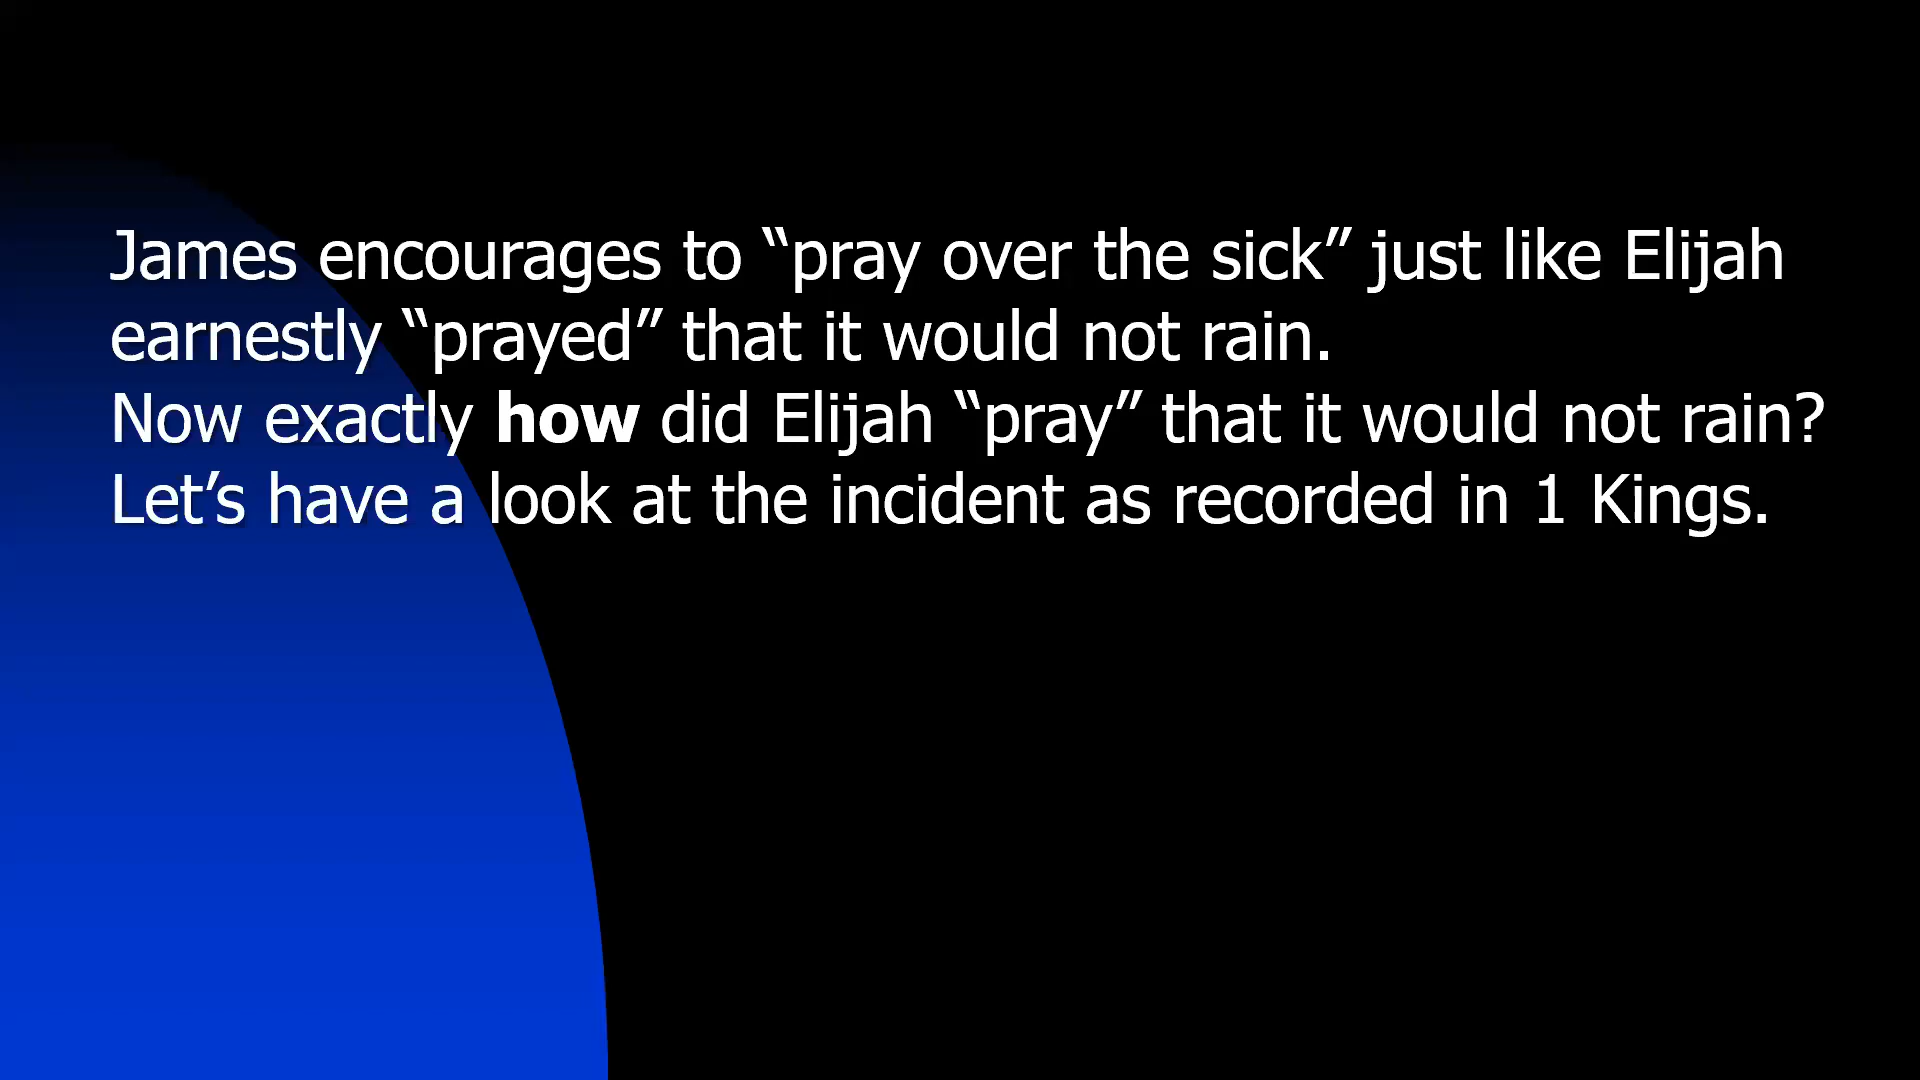 James encourages to “pray over the sick” just like Elijah
earnestly “prayed” that it would not rain.
Now exactly how did Elijah “pray” that it would not rain?
Let’s have a look at the incident as recorded in 1 Kings.